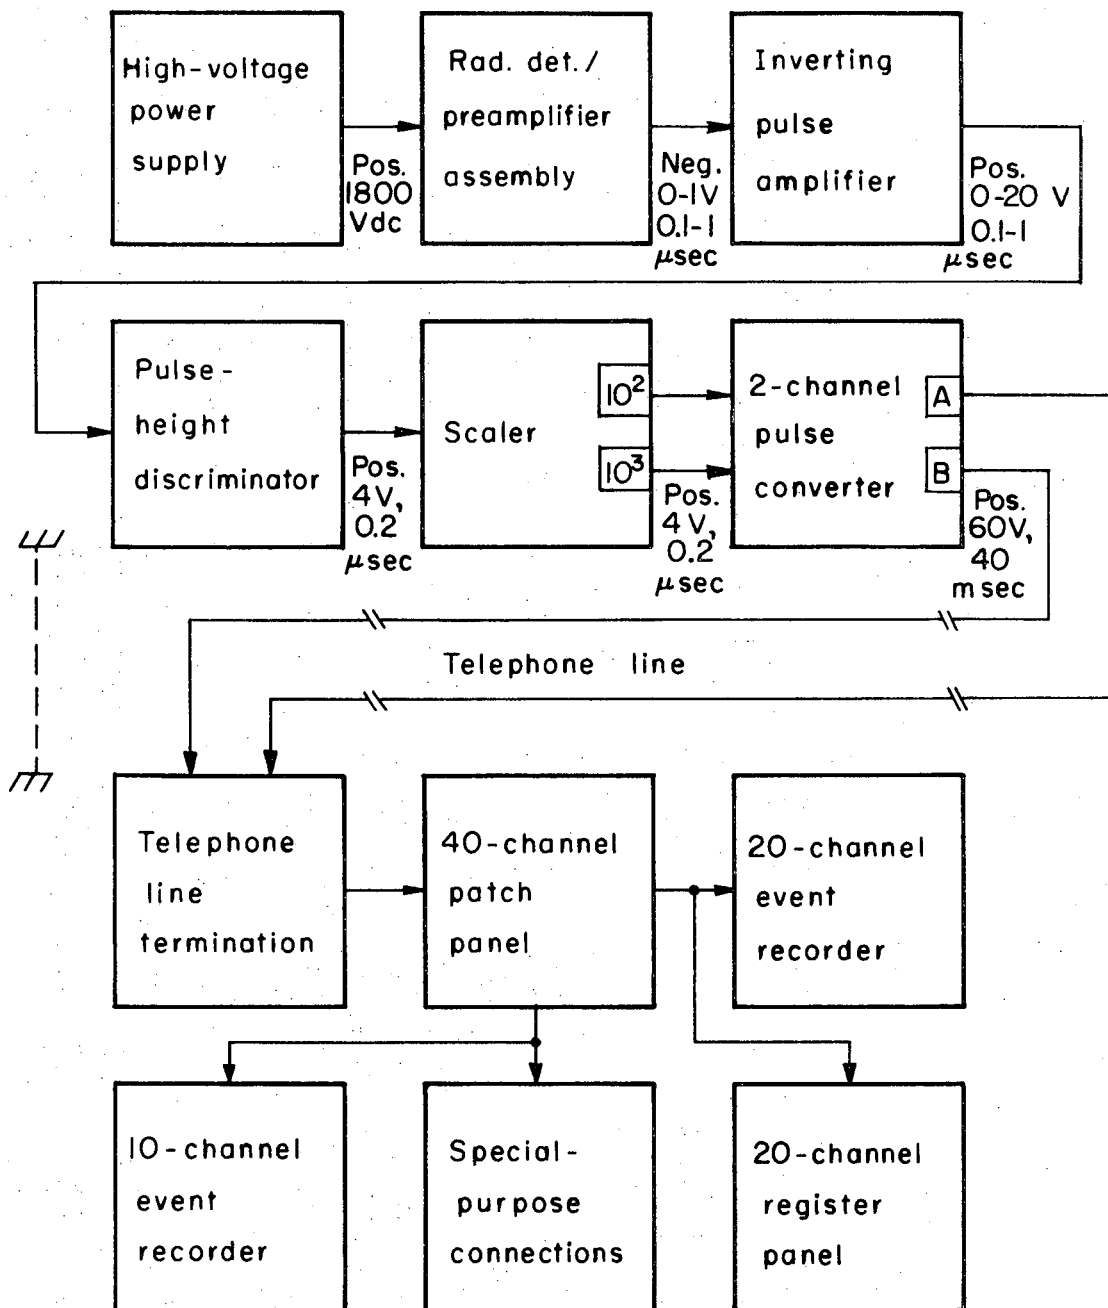 High-voltage
power
supply
Pos.
1800
Vdc
Rad. det./
preamplifier
assembly
Neg.
0-1V
0.1-1
μsec
Inverting
pulse
amplifier
Pos.
0-20 V
0.1-1
μsec
Pulse-
height
discriminator
Pos.
4V,
0.2
μsec
Scaler
10²
10³
Pos.
4V,
0.2
μsec
2-channel
pulse
converter
A
B
Pos.
60V,
40
msec
Telephone line
Telephone
line
termination
40-channel
patch
panel
20-channel
event
recorder
10-channel
event
recorder
Special-
purpose
connections
20-channel
register
panel